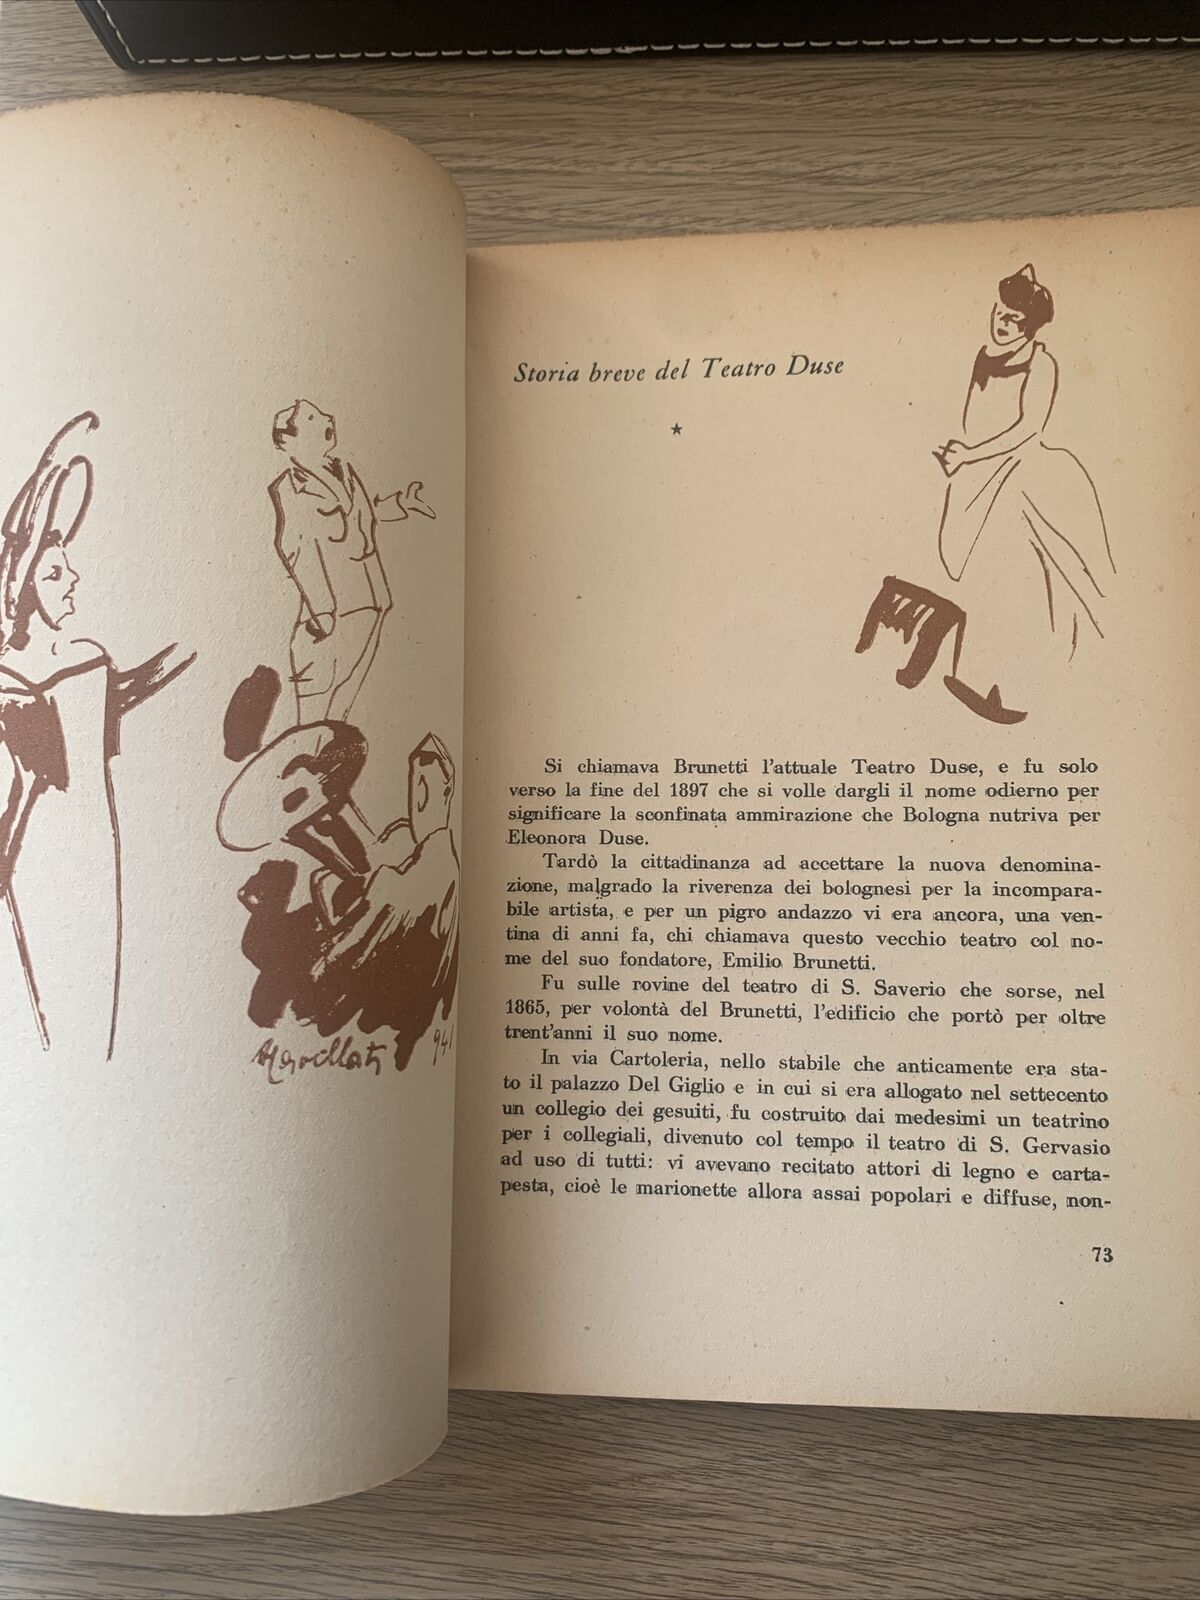 941
Storia breve del Teatro Duse
★
Si chiamava Brunetti l'attuale Teatro Duse, e fu solo
verso la fine del 1897 che si volle dargli il nome odierno per
significare la sconfinata ammirazione che Bologna nutriva per
Eleonora Duse.
Tardò la cittadinanza ad accettare la nuova denomina-
zione, malgrado la riverenza dei bolognesi per la incompara-
bile artista, e per un pigro andazzo vi era ancora, una ven-
tina di anni fa, chi chiamava questo vecchio teatro col no-
me del suo fondatore, Emilio Brunetti.
Fu sulle rovine del teatro di S. Saverio che sorse, nel
1865, per volontà del Brunetti, l'edificio che portò per oltre
trent'anni il suo nome.
In via Cartoleria, nello stabile che anticamente era sta-
to il palazzo Del Giglio e in cui si era allogato nel settecento
un collegio dei gesuiti, fu costruito dai medesimi un teatrino
per i collegiali, divenuto col tempo il teatro di S. Gervasio
ad uso di tutti: vi avevano recitato attori di legno e carta-
pesta, cioè le marionette allora assai popolari e diffuse, non-
73